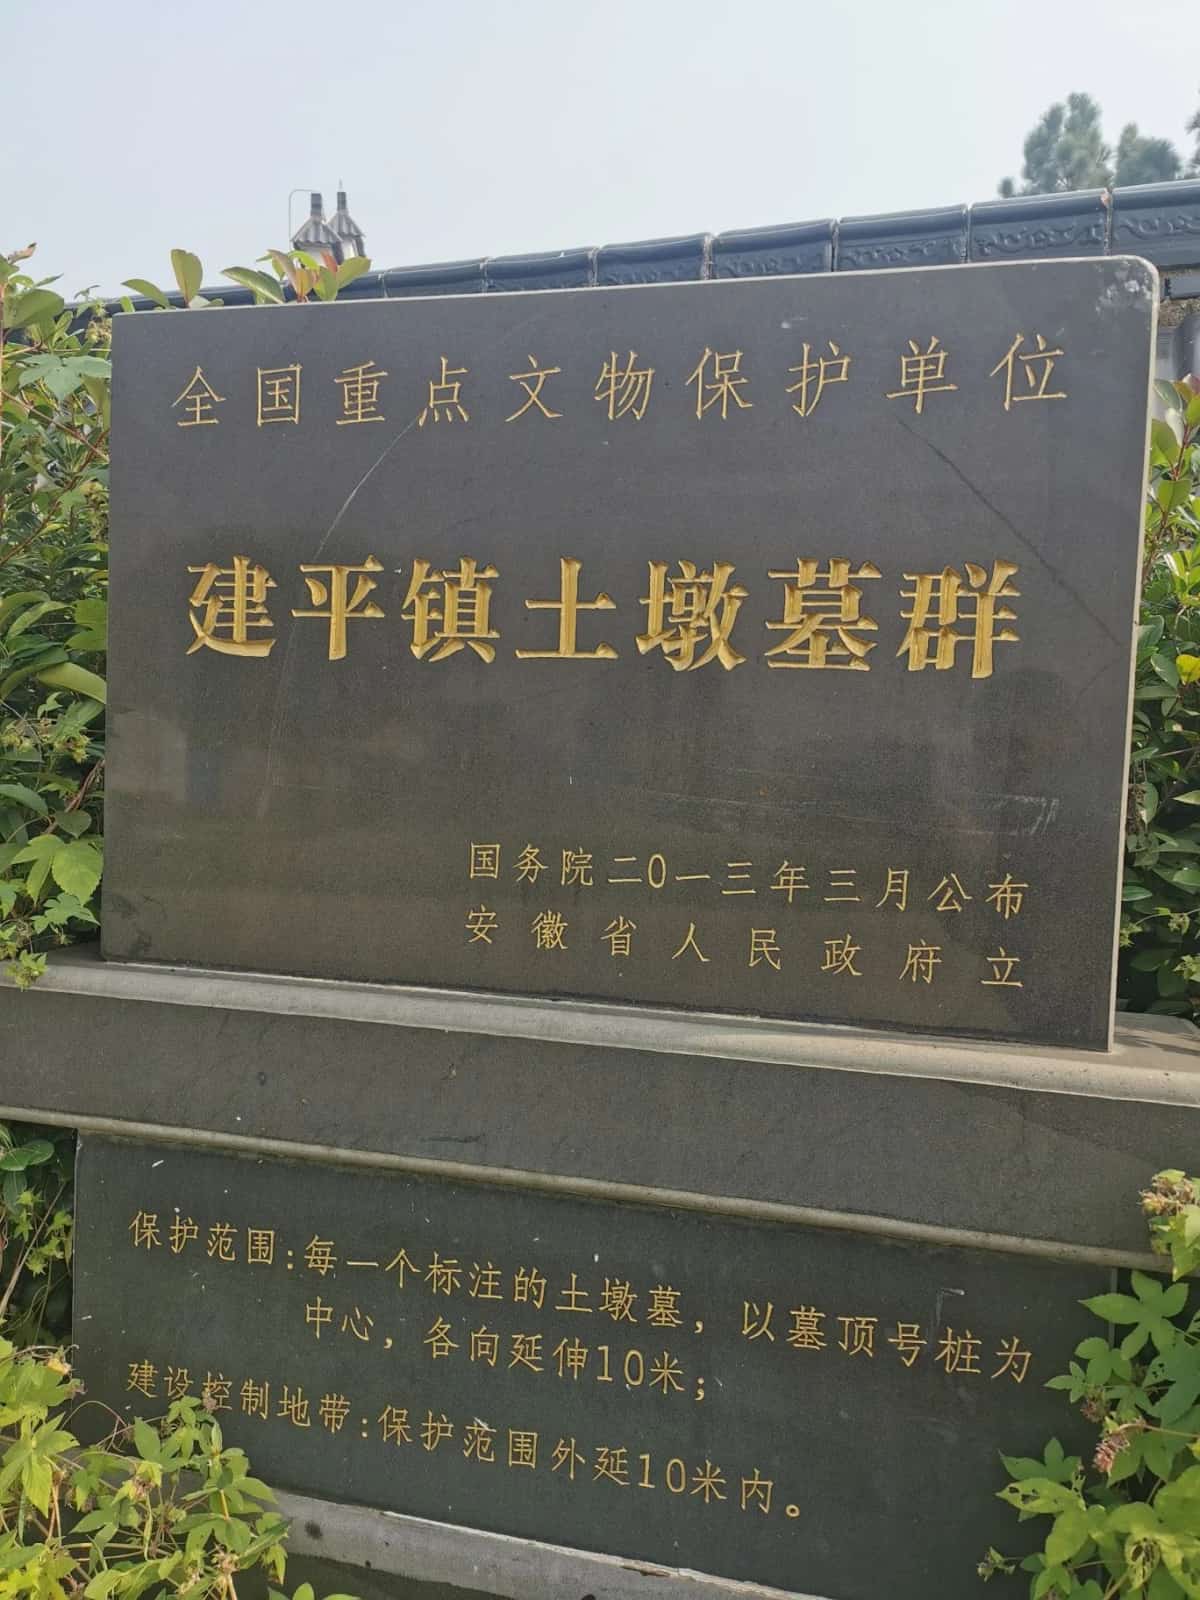 全国重点文物保护单位
建平镇土墩墓群
国务院二0一三年三月公布
安徽省人民政府立
保护范围:每一个标注的土墩墓，以墓顶号桩为
中心，各向延伸10米；
建设控制地带:保护范围外延10米内。